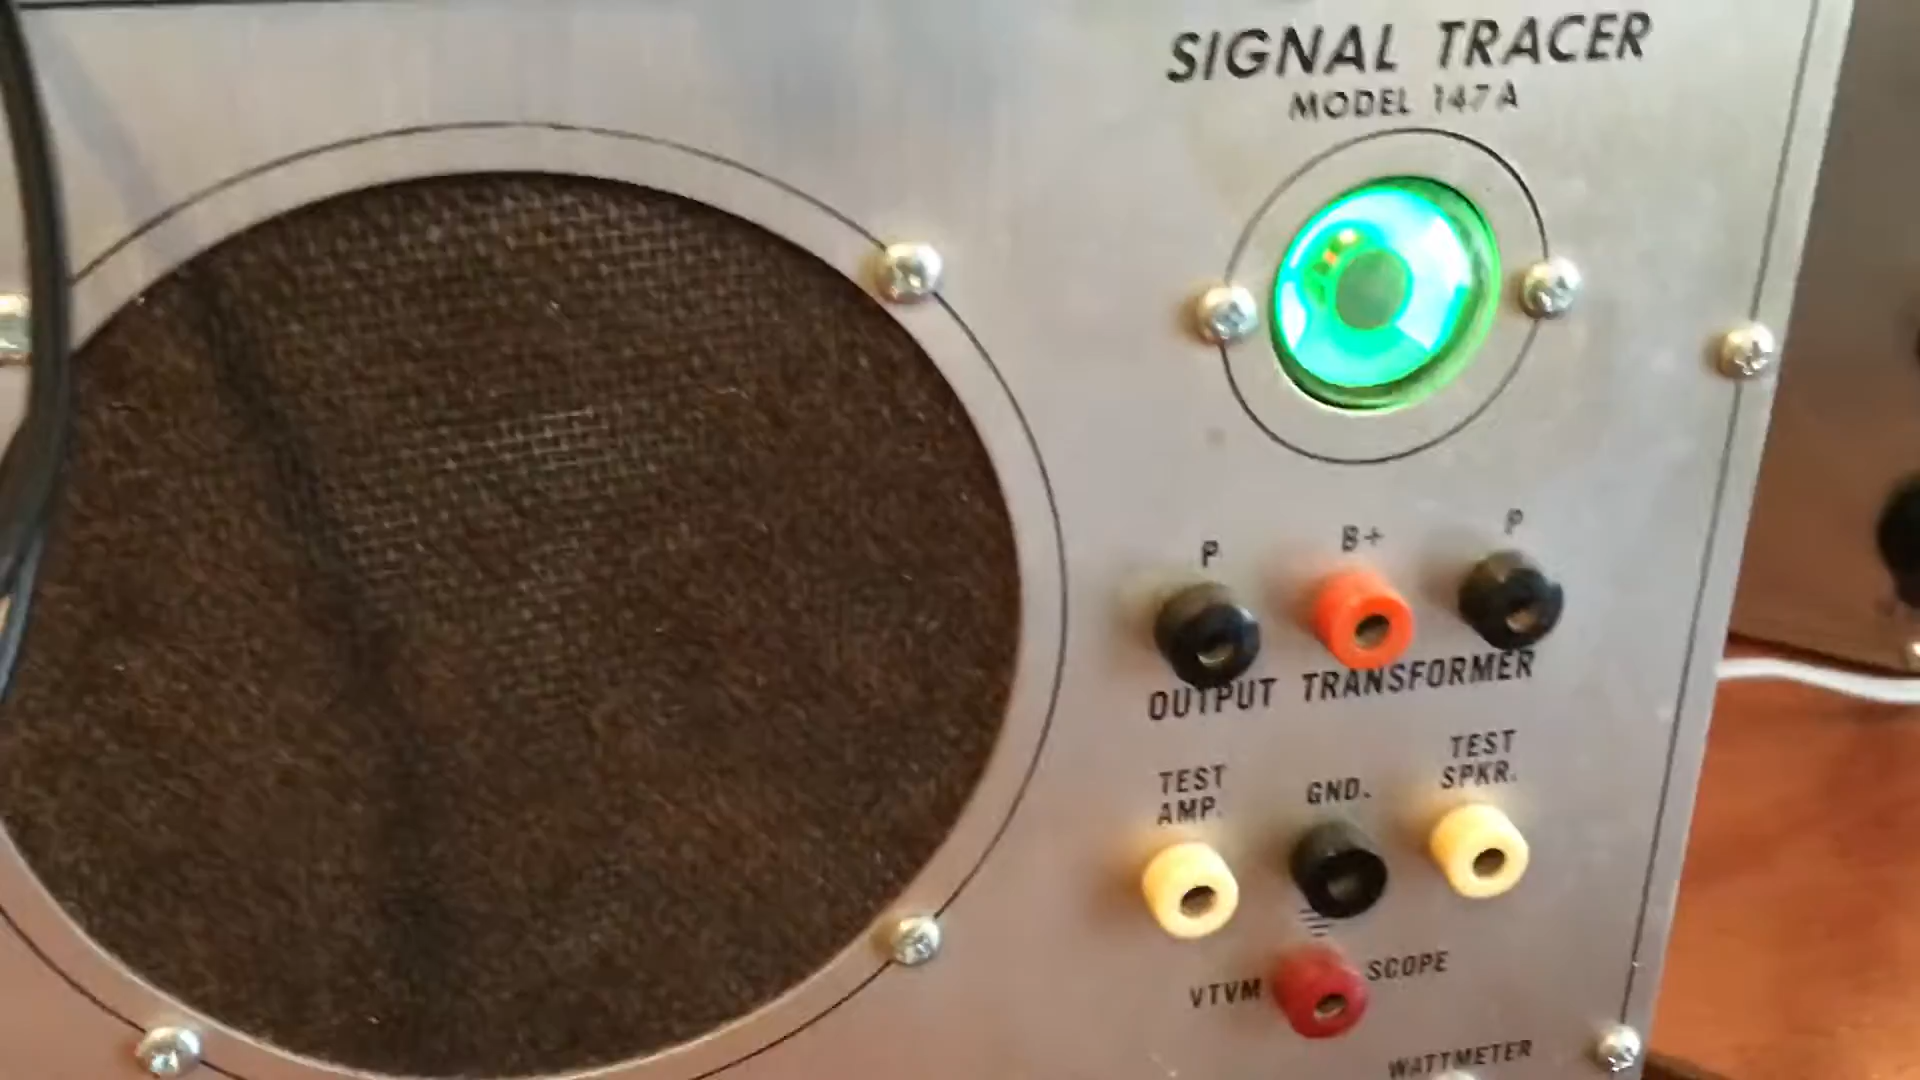 SIGNAL TRACER
MODEL 147A
P B+ P
OUTPUT TRANSFORMER
TEST AMP.
GND.
TEST SPKR.
VTVM SCOPE
WATTMETER